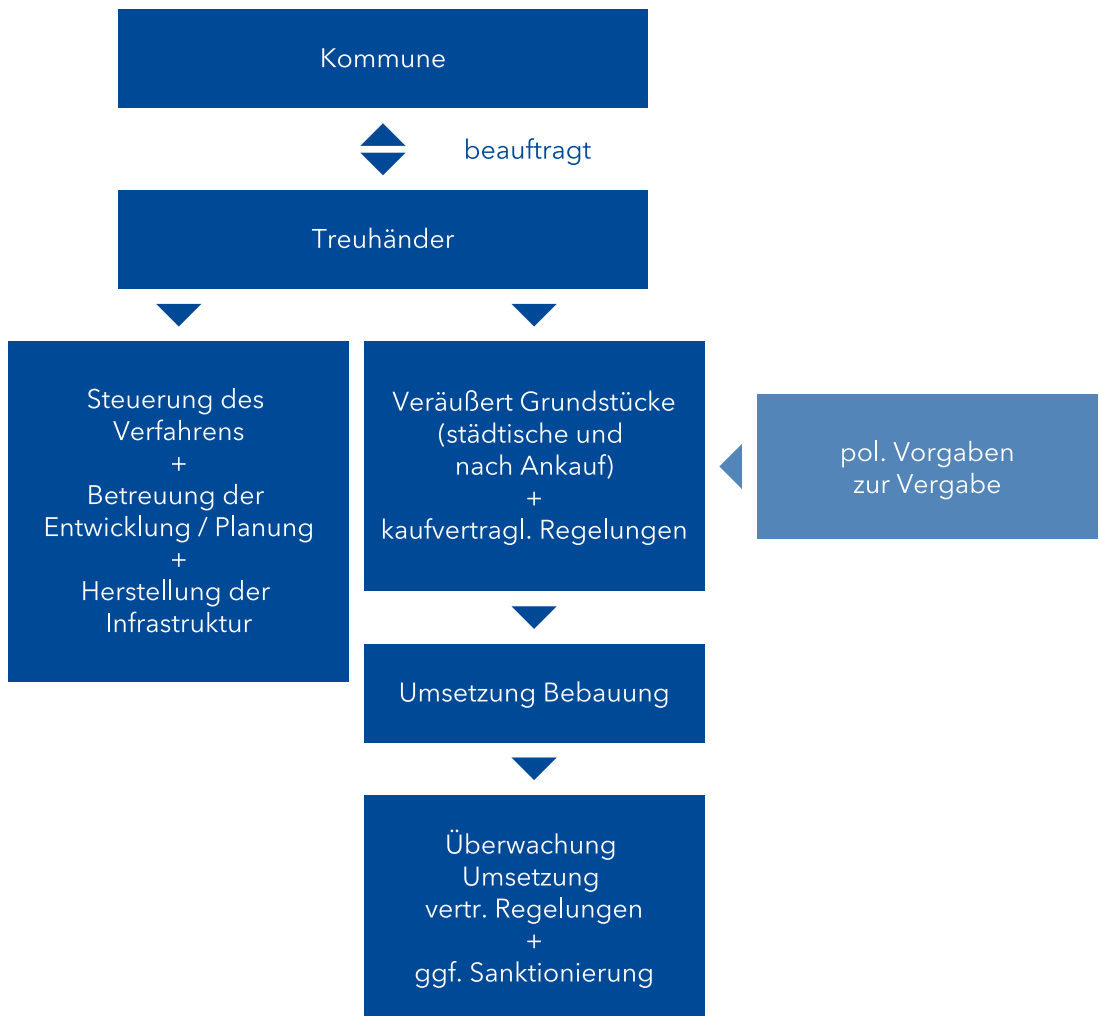 Kommune
beauftragt
Treuhänder
Steuerung des
Verfahrens
+
Betreuung der
Entwicklung / Planung
+
Herstellung der
Infrastruktur
Veräußert Grundstücke
(städtische und
nach Ankauf)
+
kaufvertragl. Regelungen
pol. Vorgaben
zur Vergabe
Umsetzung Bebauung
Überwachung
Umsetzung
vertr. Regelungen
+
ggf. Sanktionierung